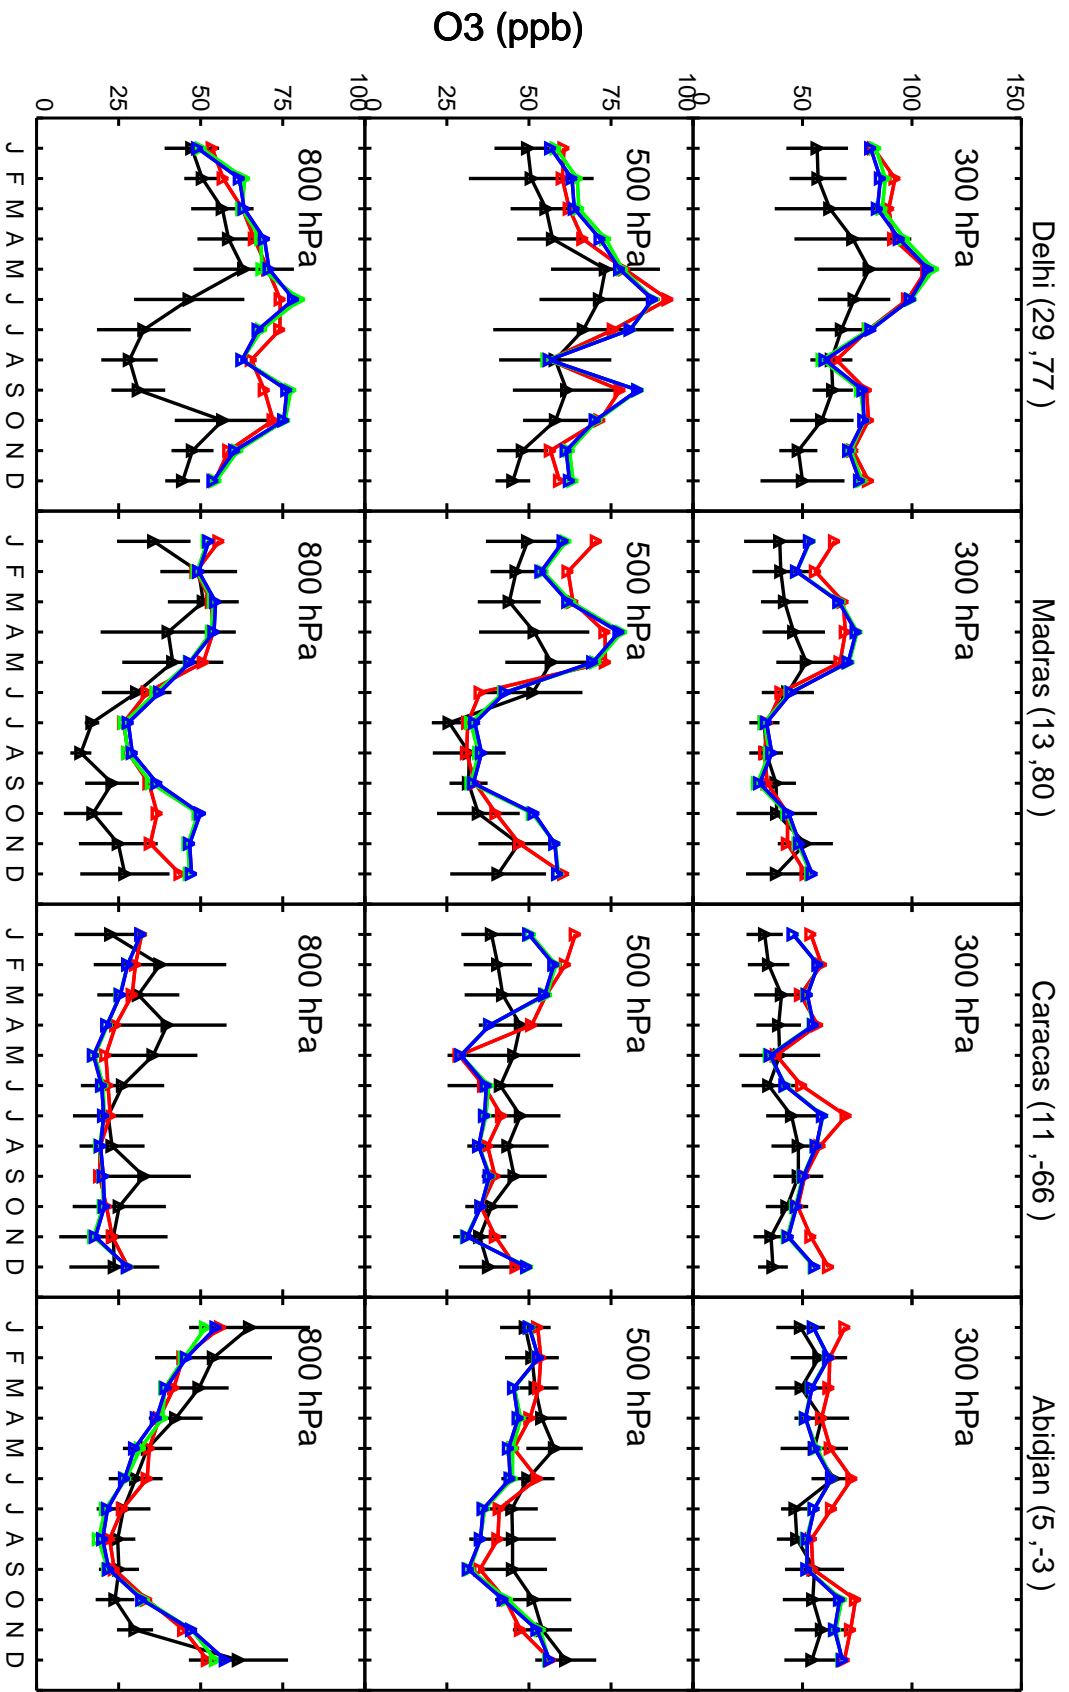 O3 (ppb)
Delhi (29 ,77 ) Madras (13 ,80 ) Caracas (11 ,-66 ) Abidjan (5 ,-3 )
150
300 hPa 300 hPa 300 hPa 300 hPa
100
50
0
100
500 hPa 500 hPa 500 hPa 500 hPa
75
50
25
0
100
800 hPa 800 hPa 800 hPa 800 hPa
75
50
25
0
J F M A M J J A S O N D J F M A M J J A S O N D J F M A M J J A S O N D J F M A M J J A S O N D